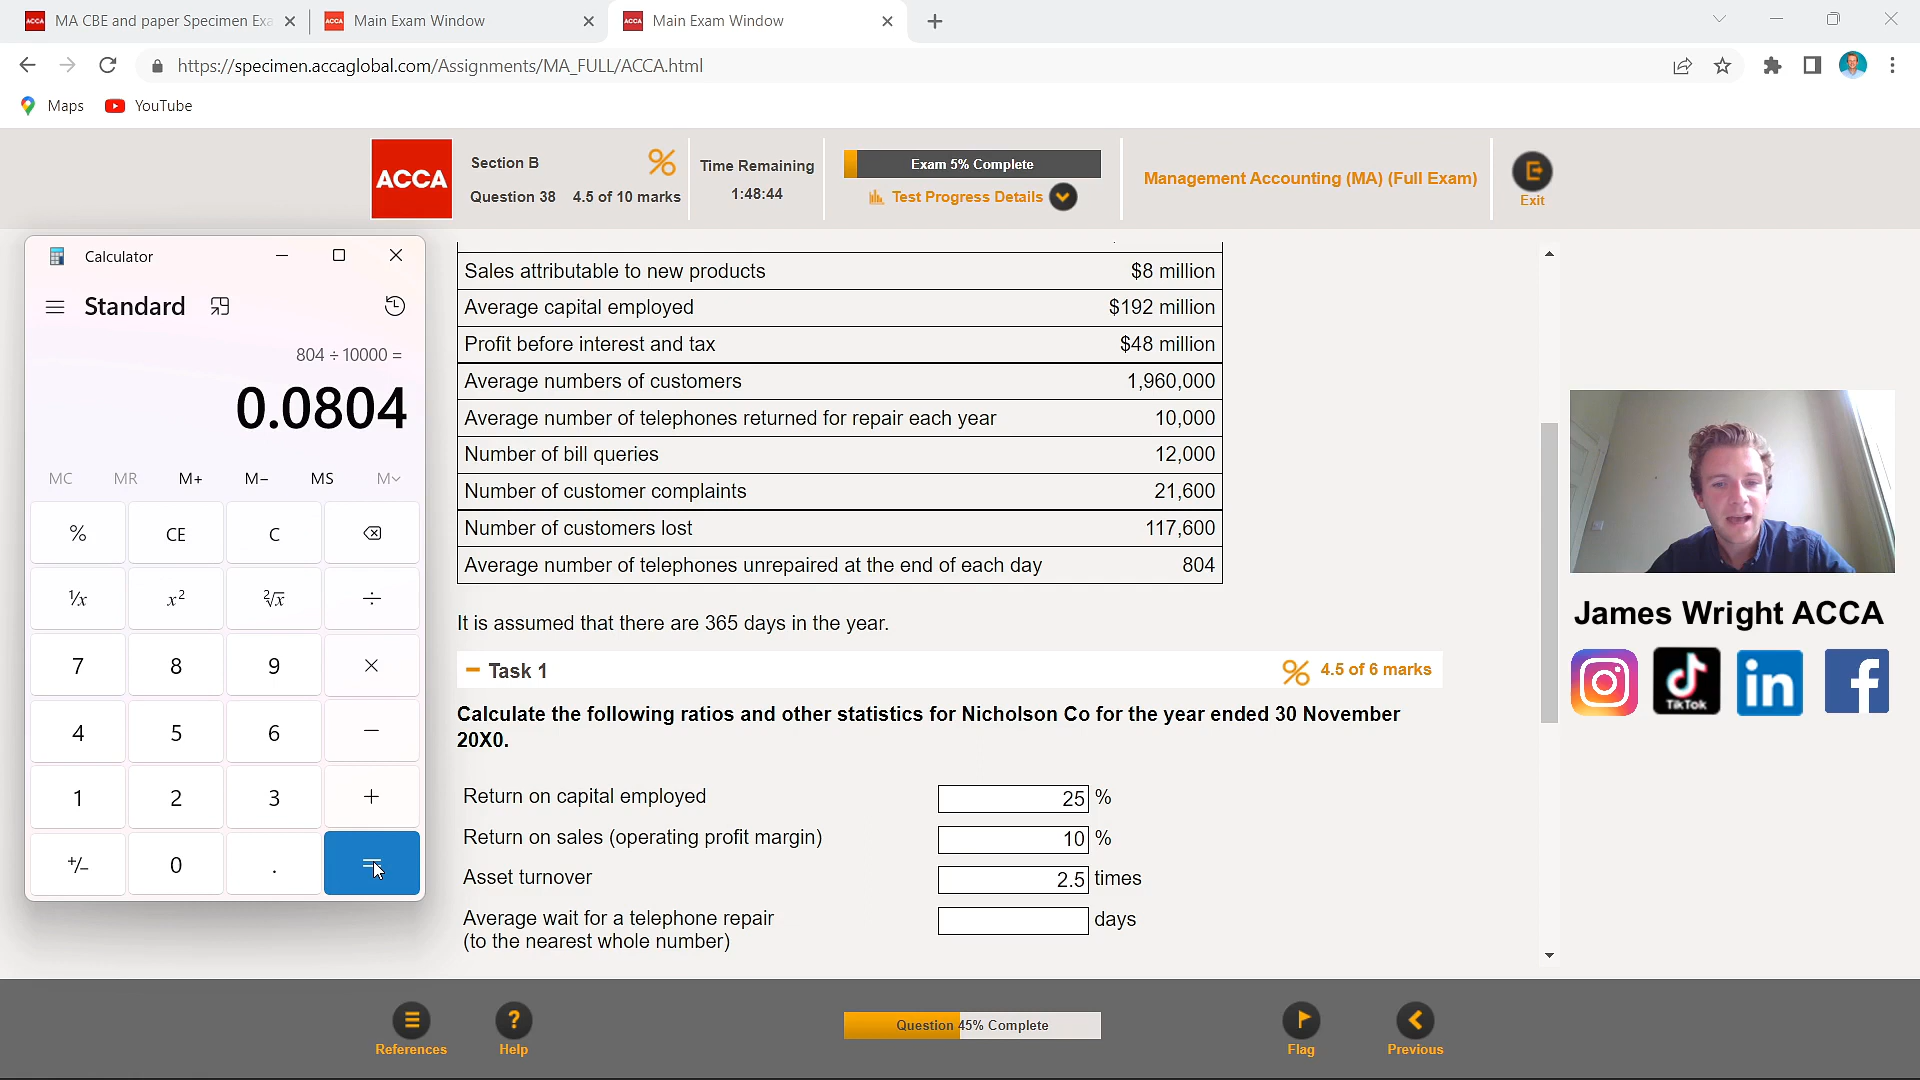 MA CBE and paper Specimen Exa
Main Exam Window
Main Exam Window
https://specimen.accaglobal.com/Assignments/MA_FULL/ACCA.html
Maps
YouTube
ACCA
Section B
Question 38 4.5 of 10 marks
Time Remaining
1:48:44
Exam 5% Complete
Test Progress Details
Management Accounting (MA) (Full Exam)
Exit
Calculator
Standard
804 ÷ 10000 =
0.0804
MC MR M+ M− MS M
% CE C
1/x x² ²√x ÷
7 8 9 ×
4 5 6 −
1 2 3 +
+/− 0 . =
Sales attributable to new products $8 million
Average capital employed $192 million
Profit before interest and tax $48 million
Average numbers of customers 1,960,000
Average number of telephones returned for repair each year 10,000
Number of bill queries 12,000
Number of customer complaints 21,600
Number of customers lost 117,600
Average number of telephones unrepaired at the end of each day 804
It is assumed that there are 365 days in the year.
Task 1 4.5 of 6 marks
Calculate the following ratios and other statistics for Nicholson Co for the year ended 30 November
20X0.
Return on capital employed 25 %
Return on sales (operating profit margin) 10 %
Asset turnover 2.5 times
Average wait for a telephone repair days
(to the nearest whole number)
James Wright ACCA
TikTok
in
f
References
Help
Question 45% Complete
Flag
Previous